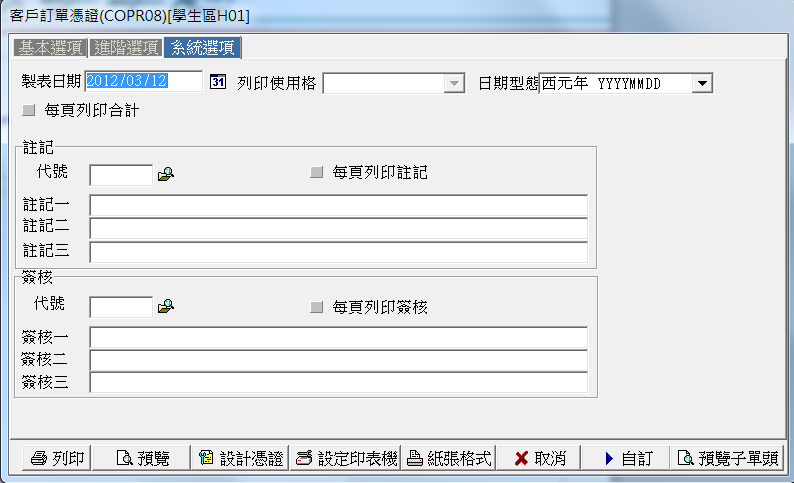 客戶訂單憑證(COPR08)[學生區H01]
基本選項 進階選項 系統選項
製表日期 2012/03/12 31 列印使用格 日期型態 西元年 YYYYMMDD
每頁列印合計
註記
代號 每頁列印註記
註記一
註記二
註記三
簽核
代號 每頁列印簽核
簽核一
簽核二
簽核三
列印 預覽 設計憑證 設定印表機 紙張格式 取消 自訂 預覽子單頭